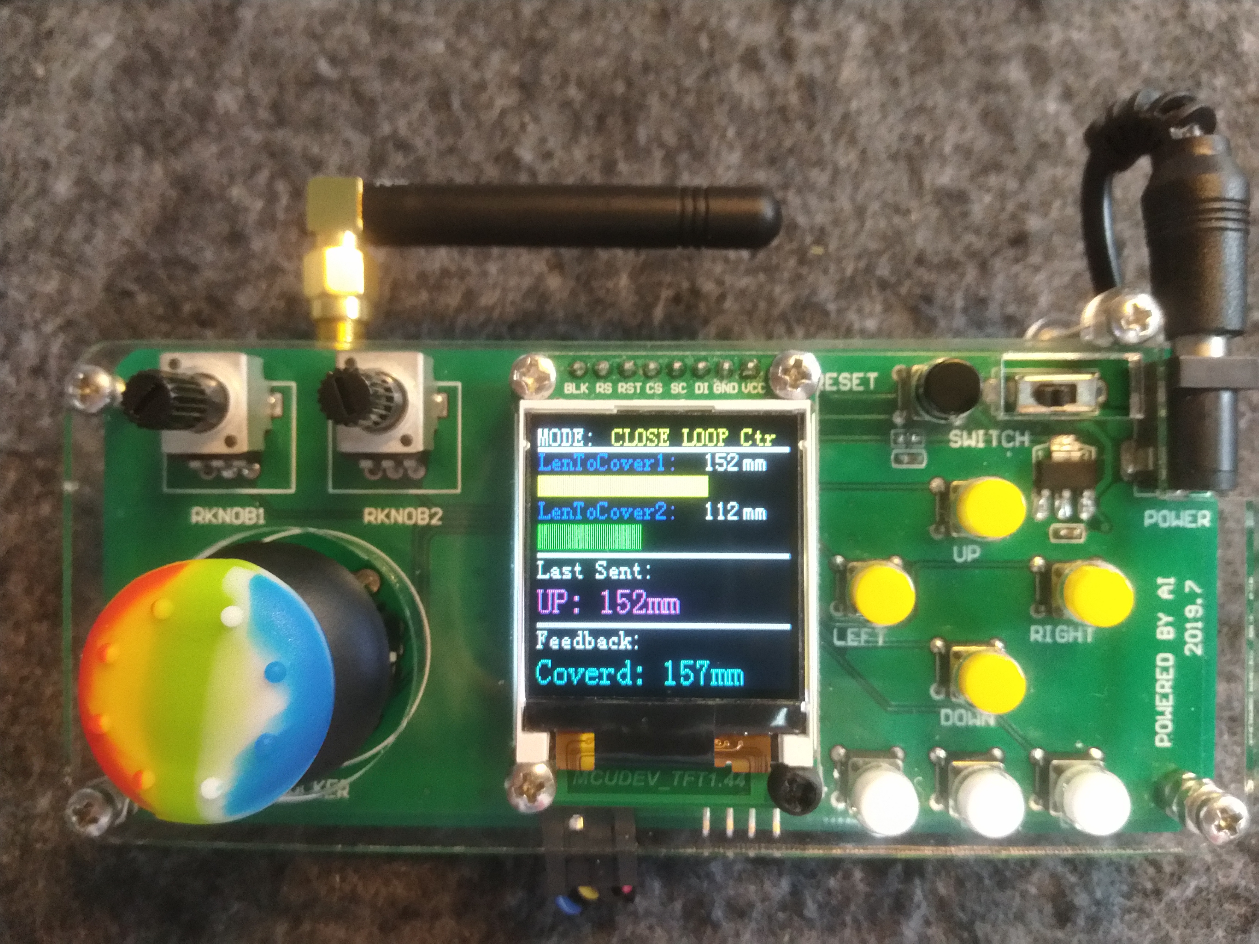 BLK RS RST CS SC DI GND VCC
RESET
SWITCH
MODE: CLOSE LOOP Ctr
LenToCover1: 152mm
LenToCover2: 112mm
Last Sent:
UP: 152mm
Feedback:
Coverd: 157mm
RKNOB1
RKNOB2
UP
LEFT
RIGHT
DOWN
POWER
POWERED BY AI
2019.7
MCUDEV_TFT1.44